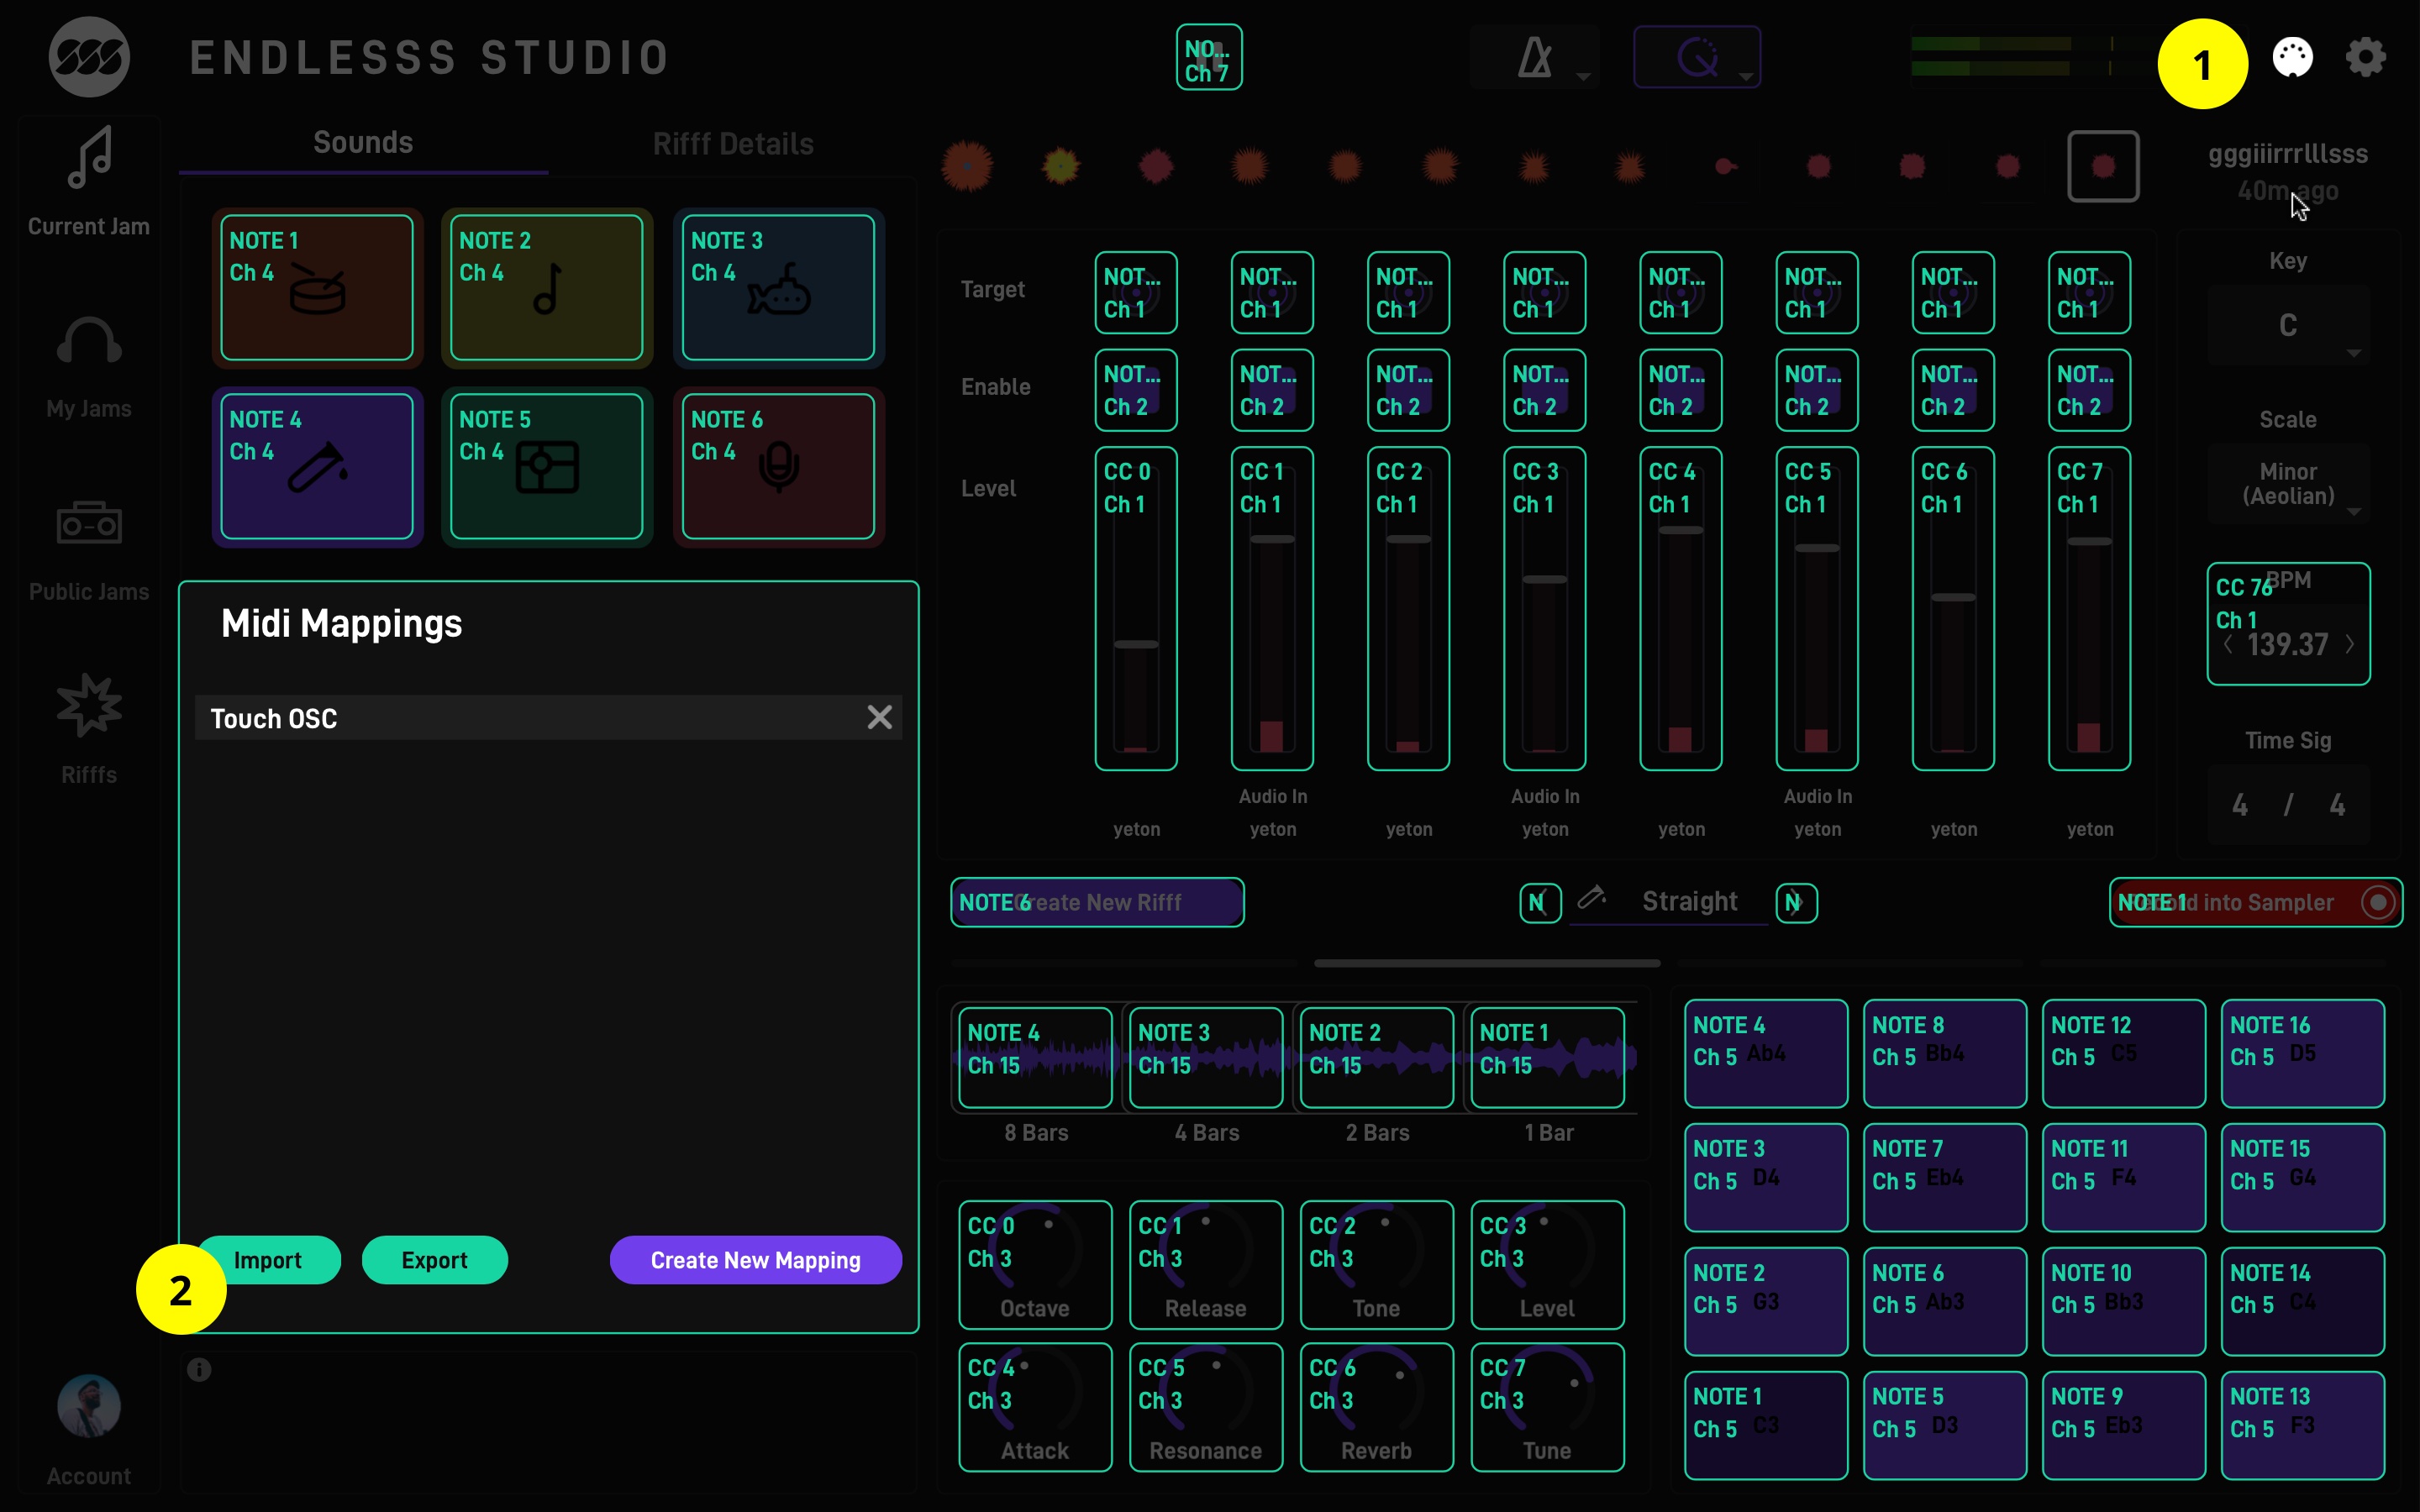 ENDLESSS STUDIO
NO...
Ch 7
1
Sounds
Rifff Details
gggiiirrrlllsss
40m ago
Current Jam
My Jams
Public Jams
Rifffs
Account
NOTE 1
Ch 4
NOTE 2
Ch 4
NOTE 3
Ch 4
NOTE 4
Ch 4
NOTE 5
Ch 4
NOTE 6
Ch 4
Midi Mappings
Touch OSC
Import
Export
Create New Mapping
2
Target
NOT... NOT... NOT... NOT... NOT... NOT... NOT... NOT...
Ch 1 Ch 1 Ch 1 Ch 1 Ch 1 Ch 1 Ch 1 Ch 1
Enable
NOT... NOT... NOT... NOT... NOT... NOT... NOT... NOT...
Ch 2 Ch 2 Ch 2 Ch 2 Ch 2 Ch 2 Ch 2 Ch 2
Level
CC 0 CC 1 CC 2 CC 3 CC 4 CC 5 CC 6 CC 7
Ch 1 Ch 1 Ch 1 Ch 1 Ch 1 Ch 1 Ch 1 Ch 1
Audio In Audio In Audio In
yeton yeton yeton yeton yeton yeton yeton yeton
Key
C
Scale
Minor
(Aeolian)
BPM
CC 76
Ch 1
139.37
Time Sig
4 / 4
NOTE 6
Create New Rifff
N
Straight
N
NOTE 1
Record into Sampler
NOTE 4 NOTE 3 NOTE 2 NOTE 1
Ch 15 Ch 15 Ch 15 Ch 15
8 Bars 4 Bars 2 Bars 1 Bar
CC 0 CC 1 CC 2 CC 3
Ch 3 Ch 3 Ch 3 Ch 3
Octave Release Tone Level
CC 4 CC 5 CC 6 CC 7
Ch 3 Ch 3 Ch 3 Ch 3
Attack Resonance Reverb Tune
NOTE 4 NOTE 8 NOTE 12 NOTE 16
Ch 5 Ab4 Ch 5 Bb4 Ch 5 C5 Ch 5 D5
NOTE 3 NOTE 7 NOTE 11 NOTE 15
Ch 5 D4 Ch 5 Eb4 Ch 5 F4 Ch 5 G4
NOTE 2 NOTE 6 NOTE 10 NOTE 14
Ch 5 G3 Ch 5 Ab3 Ch 5 Bb3 Ch 5 C4
NOTE 1 NOTE 5 NOTE 9 NOTE 13
Ch 5 C3 Ch 5 D3 Ch 5 Eb3 Ch 5 F3